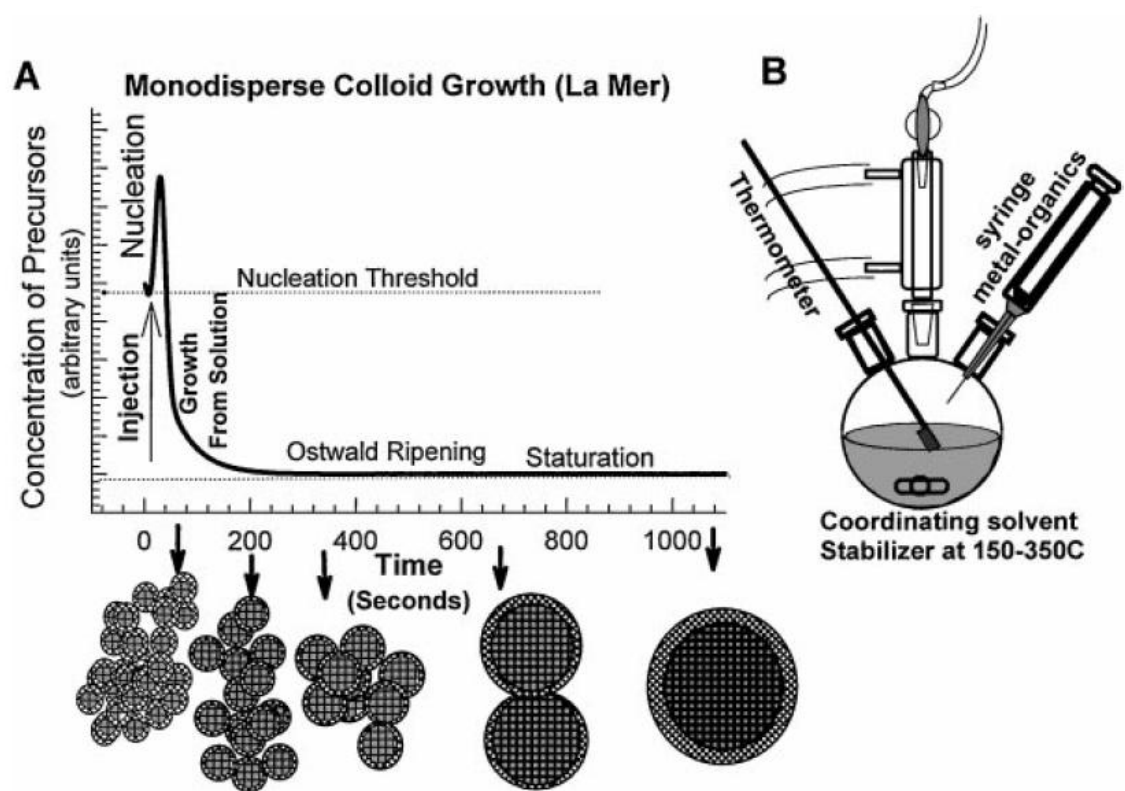 A
Monodisperse Colloid Growth (La Mer)
Concentration of Precursors
(arbitrary units)
Nucleation
Injection
Nucleation Threshold
Growth
From Solution
Ostwald Ripening
Staturation
0 200 400 600 800 1000
Time
(Seconds)
B
Thermometer
syringe
metal-organics
Coordinating solvent
Stabilizer at 150-350C